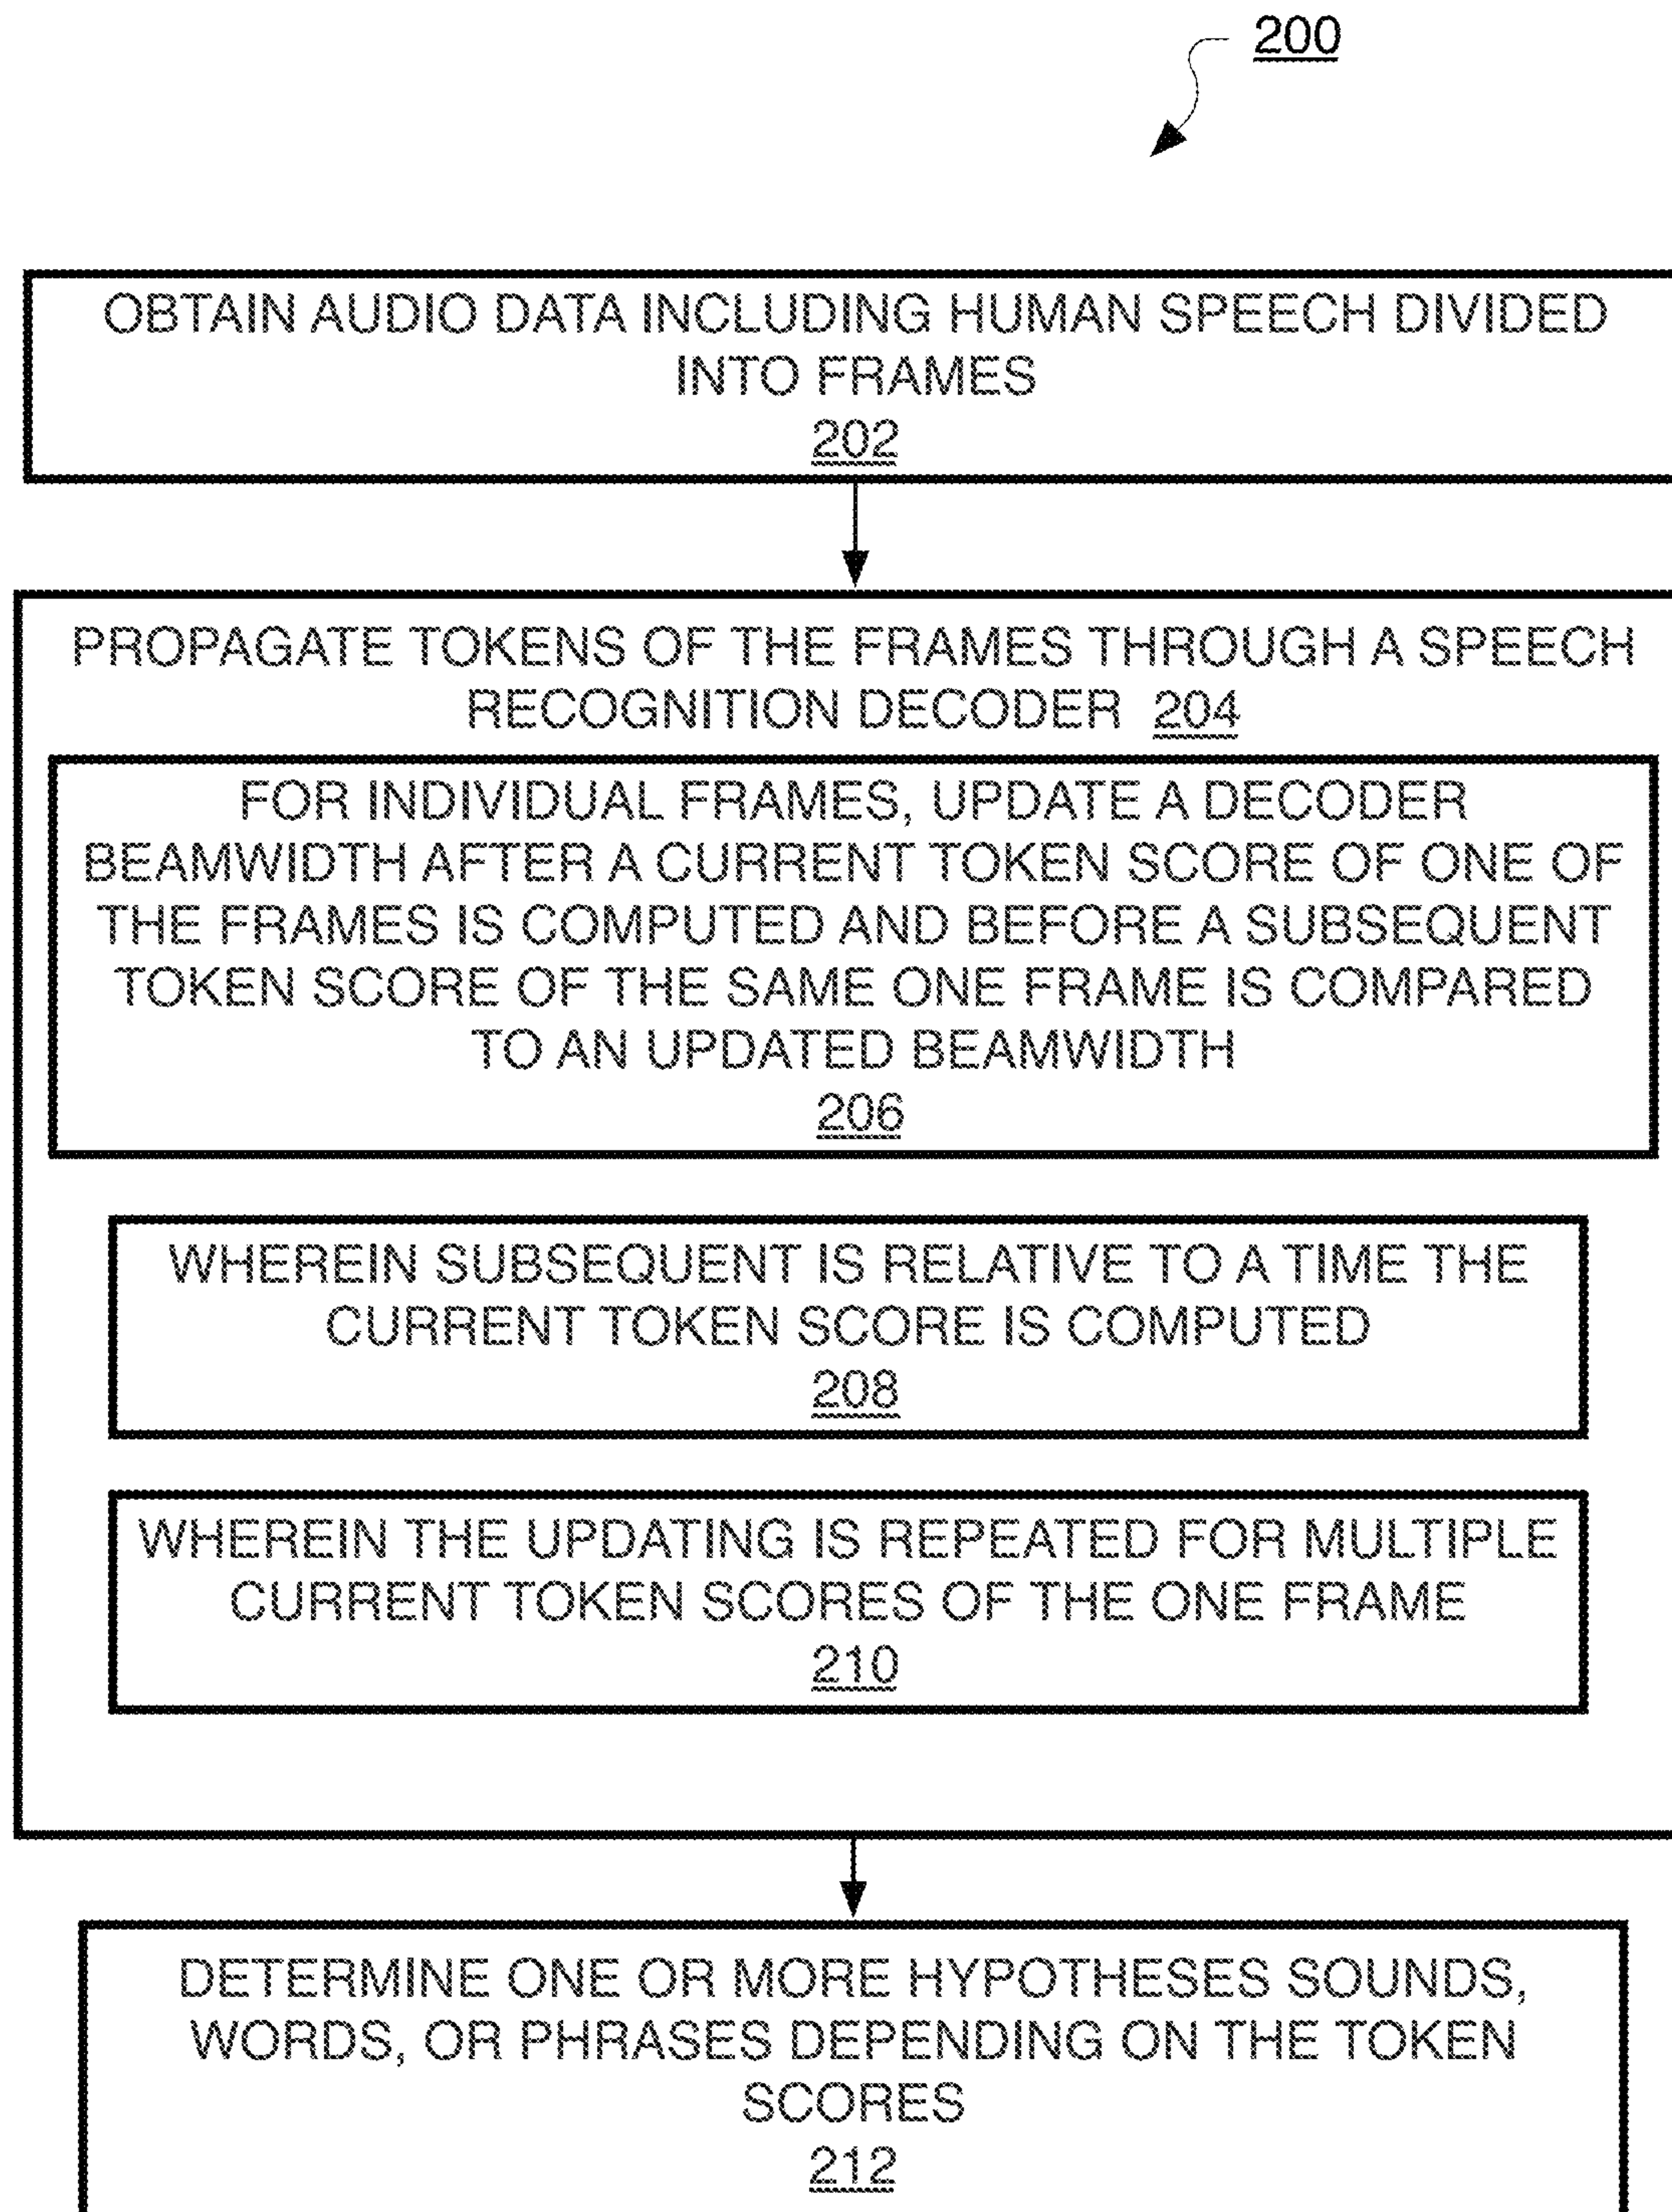 200
OBTAIN AUDIO DATA INCLUDING HUMAN SPEECH DIVIDED
INTO FRAMES
202
PROPAGATE TOKENS OF THE FRAMES THROUGH A SPEECH
RECOGNITION DECODER 204
FOR INDIVIDUAL FRAMES, UPDATE A DECODER
BEAMWIDTH AFTER A CURRENT TOKEN SCORE OF ONE OF
THE FRAMES IS COMPUTED AND BEFORE A SUBSEQUENT
TOKEN SCORE OF THE SAME ONE FRAME IS COMPARED
TO AN UPDATED BEAMWIDTH
206
WHEREIN SUBSEQUENT IS RELATIVE TO A TIME THE
CURRENT TOKEN SCORE IS COMPUTED
208
WHEREIN THE UPDATING IS REPEATED FOR MULTIPLE
CURRENT TOKEN SCORES OF THE ONE FRAME
210
DETERMINE ONE OR MORE HYPOTHESES SOUNDS,
WORDS, OR PHRASES DEPENDING ON THE TOKEN
SCORES
212